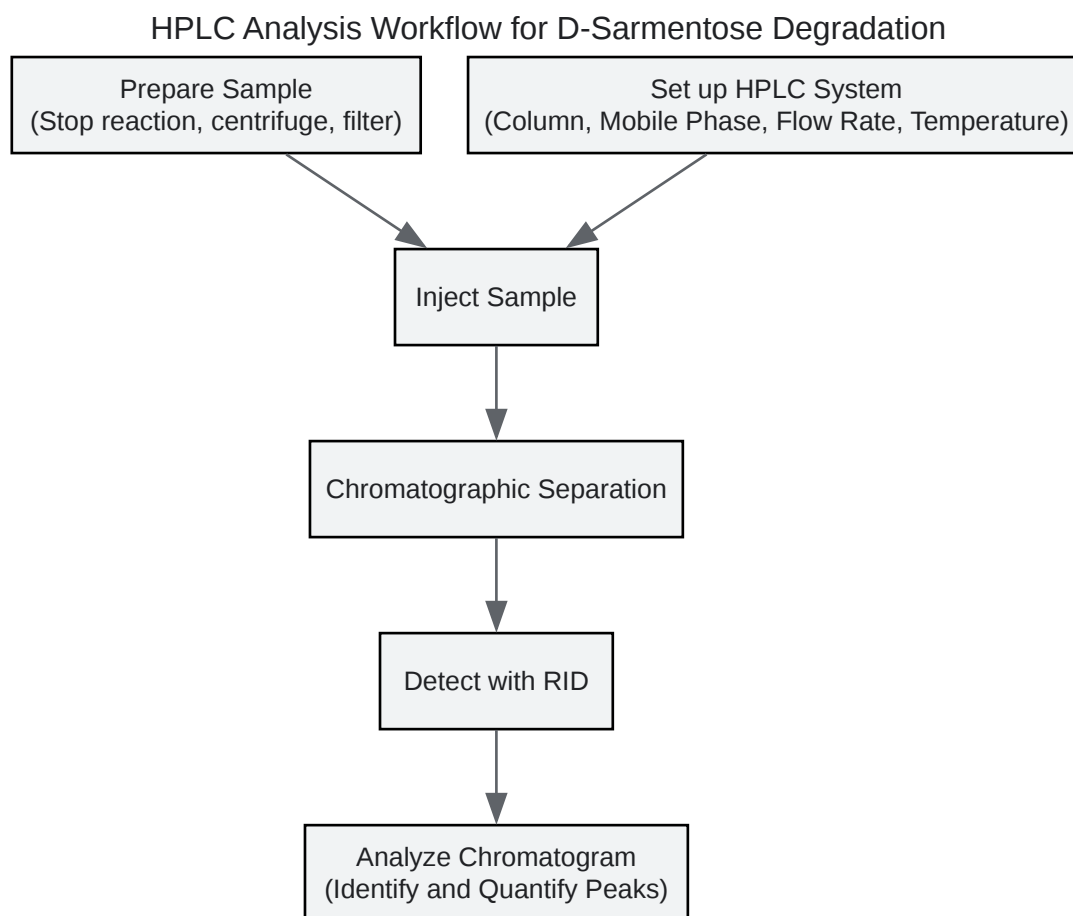 HPLC Analysis Workflow for D-Sarmentose Degradation
Prepare Sample
(Stop reaction, centrifuge, filter)
Set up HPLC System
(Column, Mobile Phase, Flow Rate, Temperature)
Inject Sample
Chromatographic Separation
Detect with RID
Analyze Chromatogram
(Identify and Quantify Peaks)